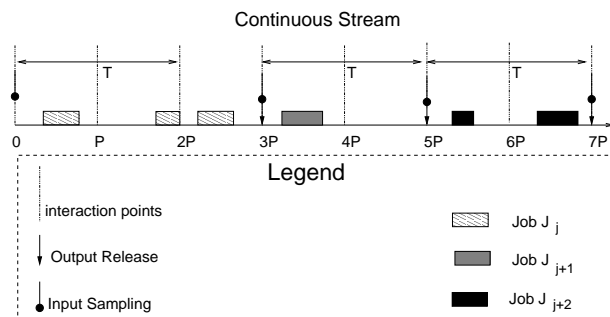 Continuous Stream
T T T
0 P 2P 3P 4P 5P 6P 7P
Legend
interaction points
Output Release
Input Sampling
Job J j
Job J j+1
Job J j+2